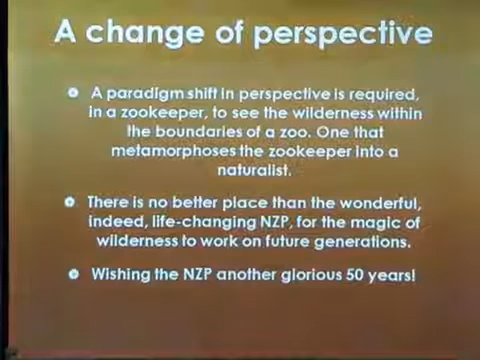 A change of perspective
A paradigm shift in perspective is required,
in a zookeeper, to see the wilderness within
the boundaries of a zoo. One that
metamorphoses the zookeeper into a
naturalist.
There is no better place than the wonderful,
indeed, life-changing NZP, for the magic of
wilderness to work on future generations.
Wishing the NZP another glorious 50 years!